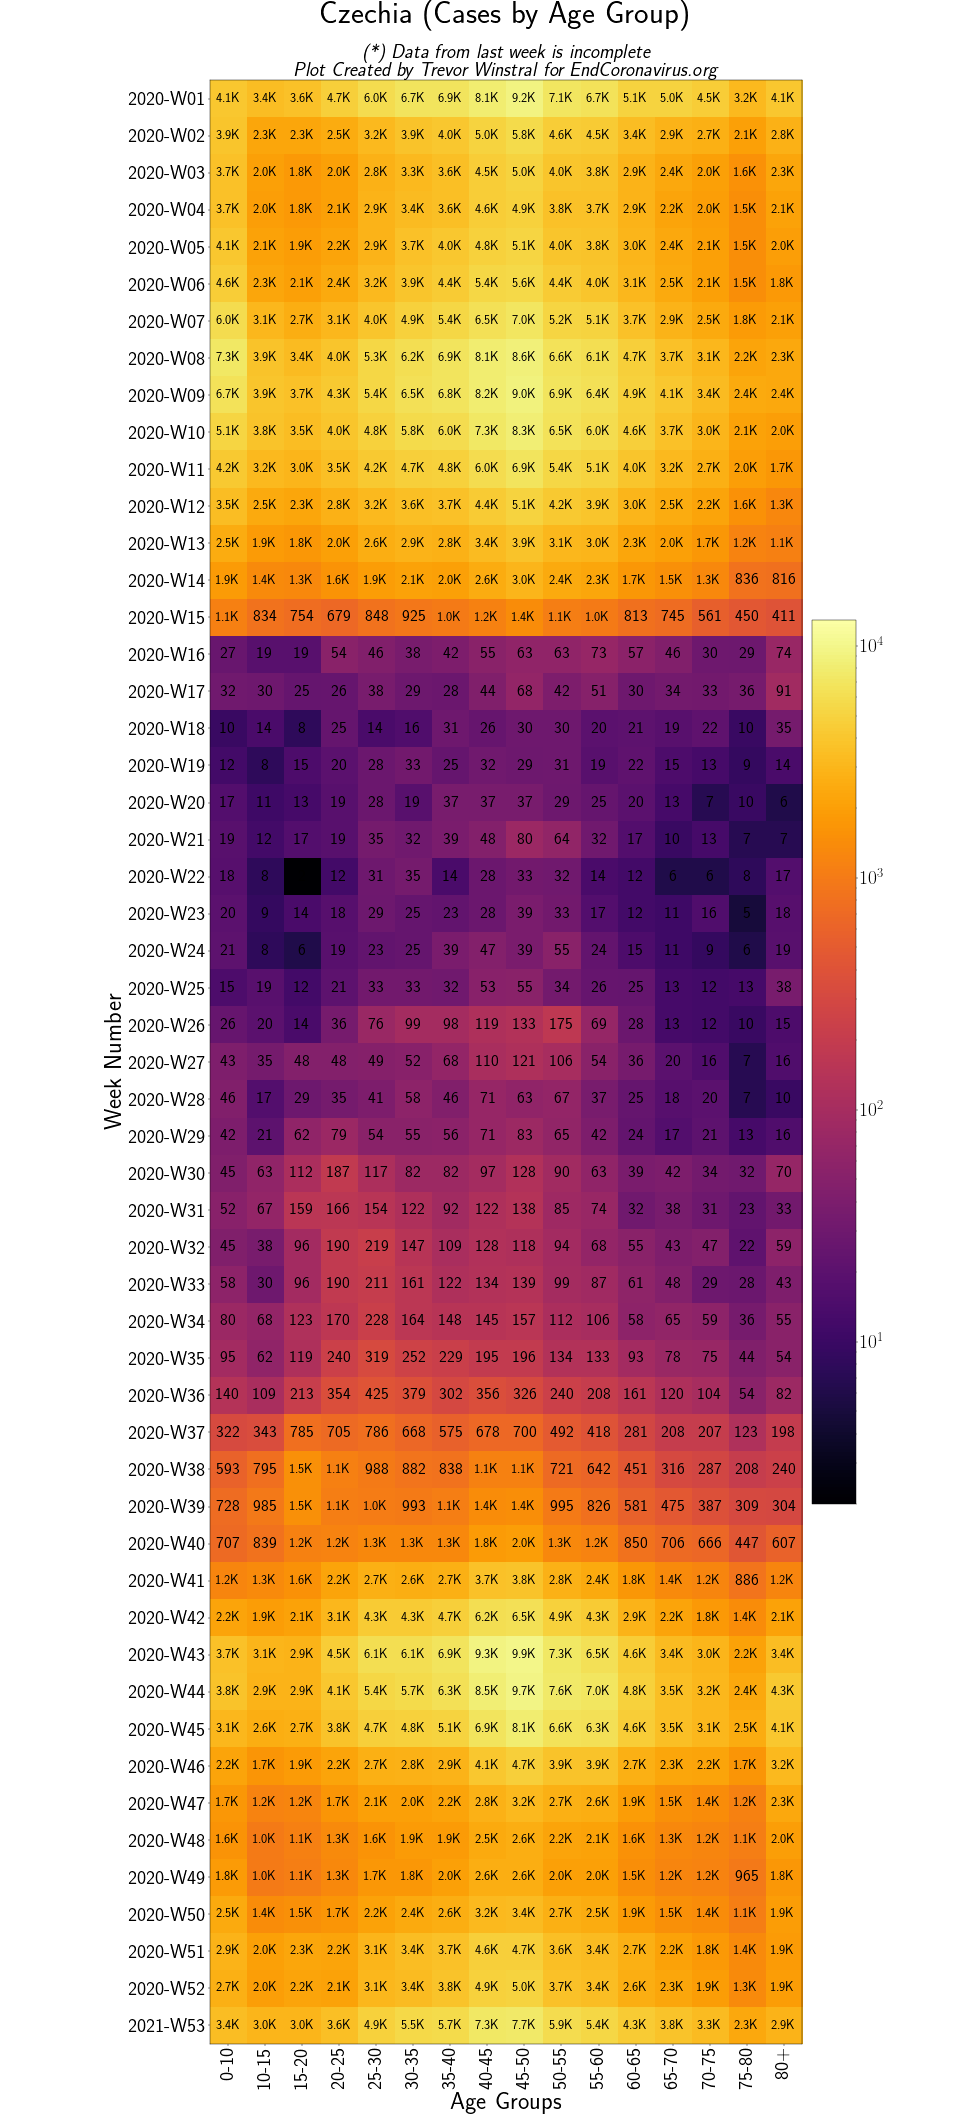 Czechia (Cases by Age Group)
(*) Data from last week is incomplete
Plot Created by Trevor Winstral for EndCoronavirus.org
2020-W01 4.1K 3.4K 3.6K 4.7K 6.0K 6.7K 6.9K 8.1K 9.2K 7.1K 6.7K 5.1K 5.0K 4.5K 3.2K 4.1K
2020-W02 3.9K 2.3K 2.3K 2.5K 3.2K 3.9K 4.0K 5.0K 5.8K 4.6K 4.5K 3.4K 2.9K 2.7K 2.1K 2.8K
2020-W03 3.7K 2.0K 1.8K 2.0K 2.8K 3.3K 3.6K 4.5K 5.0K 4.0K 3.8K 2.9K 2.4K 2.0K 1.6K 2.3K
2020-W04 3.7K 2.0K 1.8K 2.1K 2.9K 3.4K 3.6K 4.6K 4.9K 3.8K 3.7K 2.9K 2.2K 2.0K 1.5K 2.1K
2020-W05 4.1K 2.1K 1.9K 2.2K 2.9K 3.7K 4.0K 4.8K 5.1K 4.0K 3.8K 3.0K 2.4K 2.1K 1.5K 2.0K
2020-W06 4.6K 2.3K 2.1K 2.4K 3.2K 3.9K 4.4K 5.4K 5.6K 4.4K 4.0K 3.1K 2.5K 2.1K 1.5K 1.8K
2020-W07 6.0K 3.1K 2.7K 3.1K 4.0K 4.9K 5.4K 6.5K 7.0K 5.2K 5.1K 3.7K 2.9K 2.5K 1.8K 2.1K
2020-W08 7.3K 3.9K 3.4K 4.0K 5.3K 6.2K 6.9K 8.1K 8.6K 6.6K 6.1K 4.7K 3.7K 3.1K 2.2K 2.3K
2020-W09 6.7K 3.9K 3.7K 4.3K 5.4K 6.5K 6.8K 8.2K 9.0K 6.9K 6.4K 4.9K 4.1K 3.4K 2.4K 2.4K
2020-W10 5.1K 3.8K 3.5K 4.0K 4.8K 5.8K 6.0K 7.3K 8.3K 6.5K 6.0K 4.6K 3.7K 3.0K 2.1K 2.0K
2020-W11 4.2K 3.2K 3.0K 3.5K 4.2K 4.7K 4.8K 6.0K 6.9K 5.4K 5.1K 4.0K 3.2K 2.7K 2.0K 1.7K
2020-W12 3.5K 2.5K 2.3K 2.8K 3.2K 3.6K 3.7K 4.4K 5.1K 4.2K 3.9K 3.0K 2.5K 2.2K 1.6K 1.3K
2020-W13 2.5K 1.9K 1.8K 2.0K 2.6K 2.9K 2.8K 3.4K 3.9K 3.1K 3.0K 2.3K 2.0K 1.7K 1.2K 1.1K
2020-W14 1.9K 1.4K 1.3K 1.6K 1.9K 2.1K 2.0K 2.6K 3.0K 2.4K 2.3K 1.7K 1.5K 1.3K 836 816
2020-W15 1.1K 834 754 679 848 925 1.0K 1.2K 1.4K 1.1K 1.0K 813 745 561 450 411
2020-W16 27 19 19 54 46 38 42 55 63 63 73 57 46 30 29 74
2020-W17 32 30 25 26 38 29 28 44 68 42 51 30 34 33 36 91
2020-W18 10 14 8 25 14 16 31 26 30 30 20 21 19 22 10 35
2020-W19 12 8 15 20 28 33 25 32 29 31 19 22 15 13 9 14
2020-W20 17 11 13 19 28 19 37 37 37 29 25 20 13 7 10 6
2020-W21 19 12 17 19 35 32 39 48 80 64 32 17 10 13 7 7
2020-W22 18 8 12 31 35 14 28 33 32 14 12 6 6 8 17
2020-W23 20 9 14 18 29 25 23 28 39 33 17 12 11 16 5 18
2020-W24 21 8 6 19 23 25 39 47 39 55 24 15 11 9 6 19
2020-W25 15 19 12 21 33 33 32 53 55 34 26 25 13 12 13 38
2020-W26 26 20 14 36 76 99 98 119 133 175 69 28 13 12 10 15
2020-W27 43 35 48 48 49 52 68 110 121 106 54 36 20 16 7 16
2020-W28 46 17 29 35 41 58 46 71 63 67 37 25 18 20 7 10
2020-W29 42 21 62 79 54 55 56 71 83 65 42 24 17 21 13 16
2020-W30 45 63 112 187 117 82 82 97 128 90 63 39 42 34 32 70
2020-W31 52 67 159 166 154 122 92 122 138 85 74 32 38 31 23 33
2020-W32 45 38 96 190 219 147 109 128 118 94 68 55 43 47 22 59
2020-W33 58 30 96 190 211 161 122 134 139 99 87 61 48 29 28 43
2020-W34 80 68 123 170 228 164 148 145 157 112 106 58 65 59 36 55
2020-W35 95 62 119 240 319 252 229 195 196 134 133 93 78 75 44 54
2020-W36 140 109 213 354 425 379 302 356 326 240 208 161 120 104 54 82
2020-W37 322 343 785 705 786 668 575 678 700 492 418 281 208 207 123 198
2020-W38 593 795 1.5K 1.1K 988 882 838 1.1K 1.1K 721 642 451 316 287 208 240
2020-W39 728 985 1.5K 1.1K 1.0K 993 1.1K 1.4K 1.4K 995 826 581 475 387 309 304
2020-W40 707 839 1.2K 1.2K 1.3K 1.3K 1.3K 1.8K 2.0K 1.3K 1.2K 850 706 666 447 607
2020-W41 1.2K 1.3K 1.6K 2.2K 2.7K 2.6K 2.7K 3.7K 3.8K 2.8K 2.4K 1.8K 1.4K 1.2K 886 1.2K
2020-W42 2.2K 1.9K 2.1K 3.1K 4.3K 4.3K 4.7K 6.2K 6.5K 4.9K 4.3K 2.9K 2.2K 1.8K 1.4K 2.1K
2020-W43 3.7K 3.1K 2.9K 4.5K 6.1K 6.1K 6.9K 9.3K 9.9K 7.3K 6.5K 4.6K 3.4K 3.0K 2.2K 3.4K
2020-W44 3.8K 2.9K 2.9K 4.1K 5.4K 5.7K 6.3K 8.5K 9.7K 7.6K 7.0K 4.8K 3.5K 3.2K 2.4K 4.3K
2020-W45 3.1K 2.6K 2.7K 3.8K 4.7K 4.8K 5.1K 6.9K 8.1K 6.6K 6.3K 4.6K 3.5K 3.1K 2.5K 4.1K
2020-W46 2.2K 1.7K 1.9K 2.2K 2.7K 2.8K 2.9K 4.1K 4.7K 3.9K 3.9K 2.7K 2.3K 2.2K 1.7K 3.2K
2020-W47 1.7K 1.2K 1.2K 1.7K 2.1K 2.0K 2.2K 2.8K 3.2K 2.7K 2.6K 1.9K 1.5K 1.4K 1.2K 2.3K
2020-W48 1.6K 1.0K 1.1K 1.3K 1.6K 1.9K 1.9K 2.5K 2.6K 2.2K 2.1K 1.6K 1.3K 1.2K 1.1K 2.0K
2020-W49 1.8K 1.0K 1.1K 1.3K 1.7K 1.8K 2.0K 2.6K 2.6K 2.0K 2.0K 1.5K 1.2K 1.2K 965 1.8K
2020-W50 2.5K 1.4K 1.5K 1.7K 2.2K 2.4K 2.6K 3.2K 3.4K 2.7K 2.5K 1.9K 1.5K 1.4K 1.1K 1.9K
2020-W51 2.9K 2.0K 2.3K 2.2K 3.1K 3.4K 3.7K 4.6K 4.7K 3.6K 3.4K 2.7K 2.2K 1.8K 1.4K 1.9K
2020-W52 2.7K 2.0K 2.2K 2.1K 3.1K 3.4K 3.8K 4.9K 5.0K 3.7K 3.4K 2.6K 2.3K 1.9K 1.3K 1.9K
2021-W53 3.4K 3.0K 3.0K 3.6K 4.9K 5.5K 5.7K 7.3K 7.7K 5.9K 5.4K 4.3K 3.8K 3.3K 2.3K 2.9K
0-10 10-15 15-20 20-25 25-30 30-35 35-40 40-45 45-50 50-55 55-60 60-65 65-70 70-75 75-80 80+
Age Groups
Week Number
10⁴
10³
10²
10¹